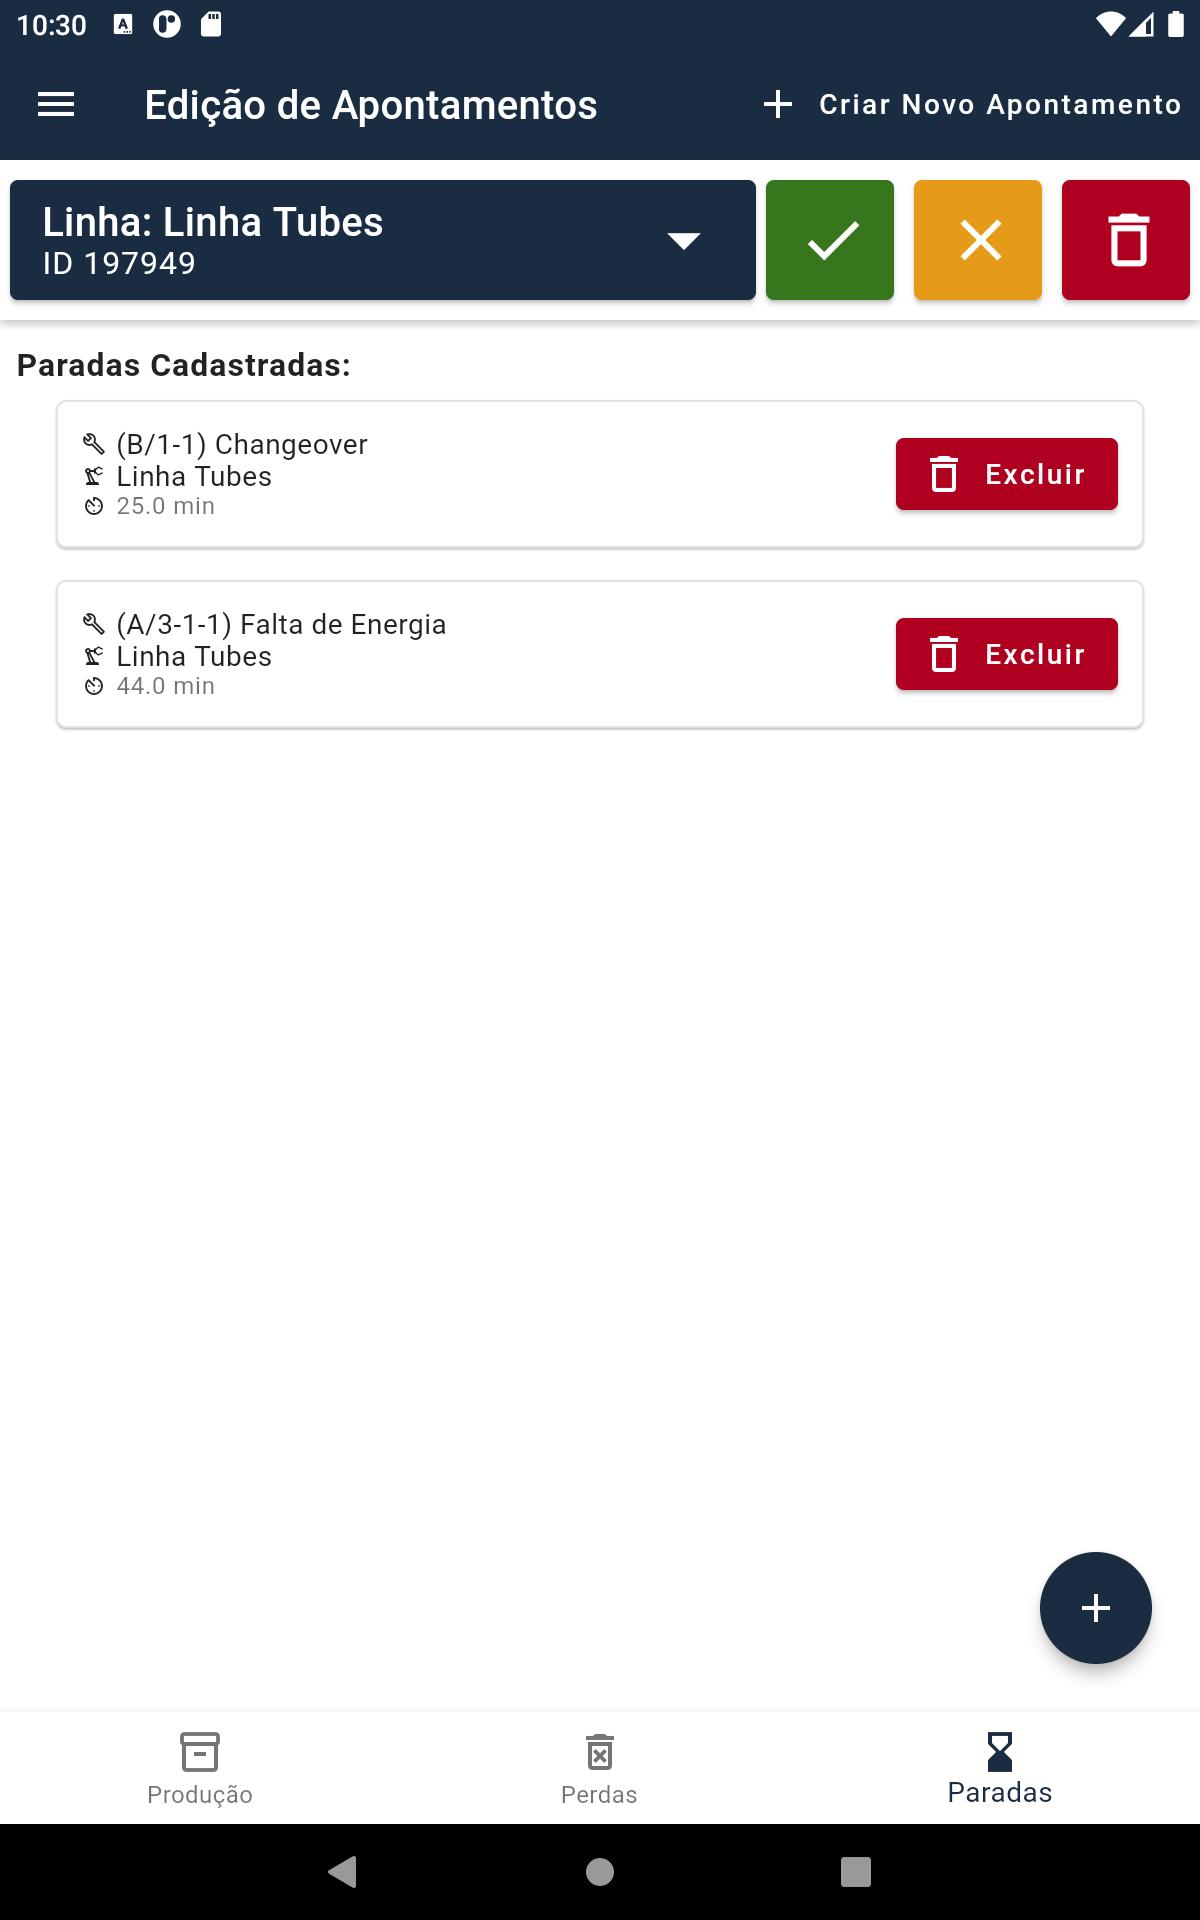 10:30
Edição de Apontamentos
Criar Novo Apontamento
Linha: Linha Tubes
ID 197949
Paradas Cadastradas:
(B/1-1) Changeover
Linha Tubes
25.0 min
Excluir
(A/3-1-1) Falta de Energia
Linha Tubes
44.0 min
Excluir
Produção
Perdas
Paradas